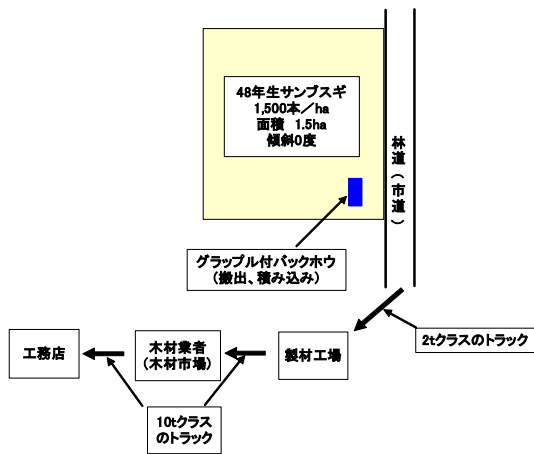 48年生サンブスギ
1,500本／ha
面積　1.5ha
傾斜0度
林道（市道）
グラップル付バックホウ
（搬出、積み込み）
2tクラスのトラック
工務店
木材業者
（木材市場）
製材工場
10tクラス
のトラック